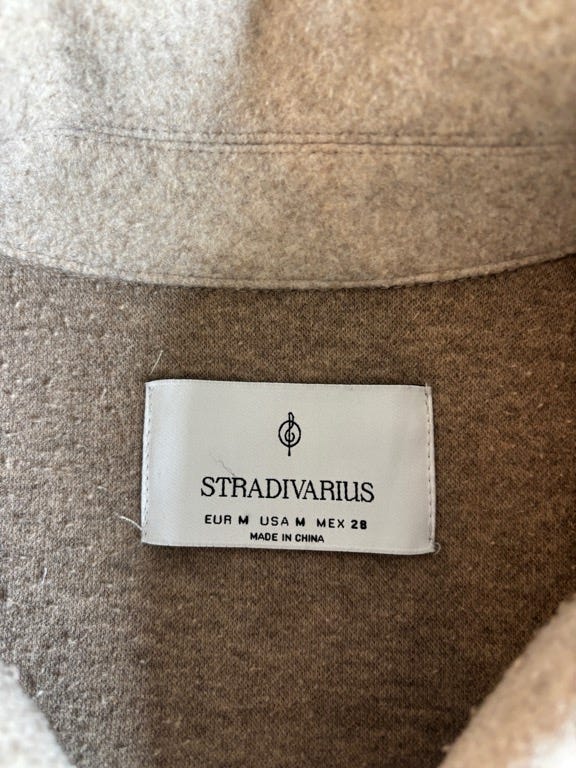 STRADIVARIUS
EUR M USA M MEX 28
MADE IN CHINA